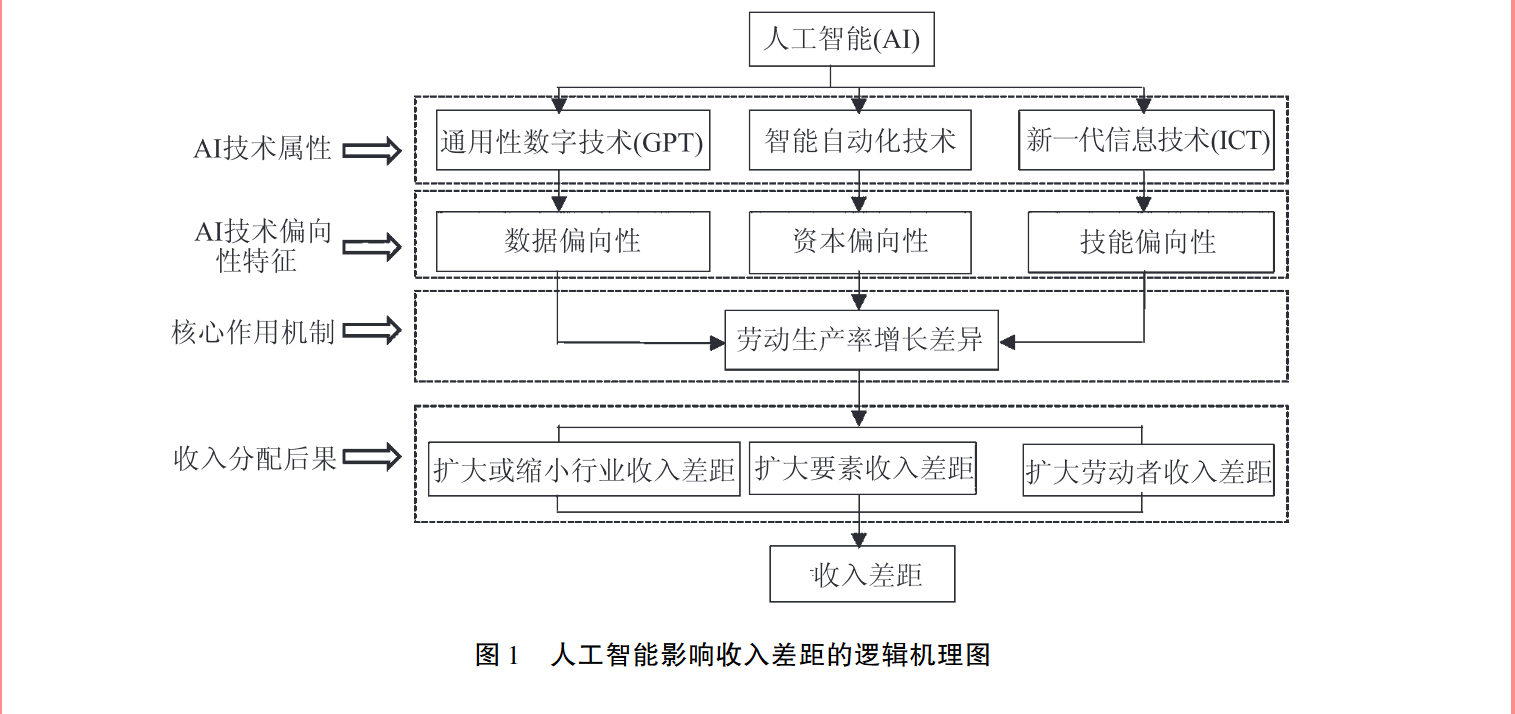 人工智能(AI)
AI技术属性
通用性数字技术(GPT)
智能自动化技术
新一代信息技术(ICT)
AI技术偏向
性特征
数据偏向性
资本偏向性
技能偏向性
核心作用机制
劳动生产率增长差异
收入分配后果
扩大或缩小行业收入差距
扩大要素收入差距
扩大劳动者收入差距
收入差距
图1 人工智能影响收入差距的逻辑机理图